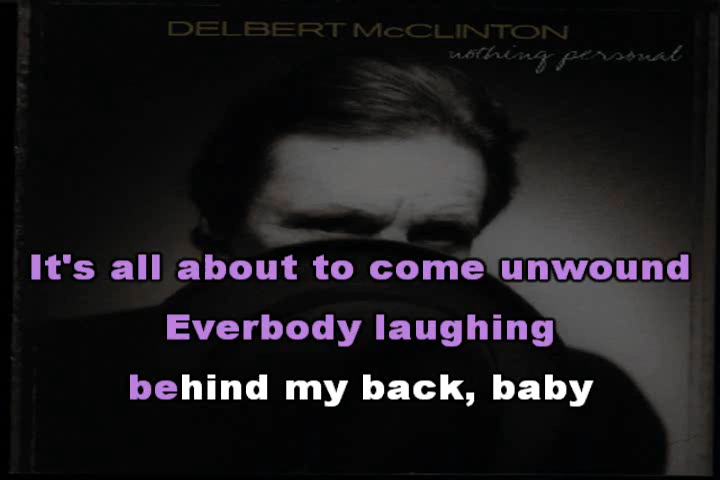 DELBERT McCLINTON
nothing personal
It's all about to come unwound
Everbody laughing
behind my back, baby